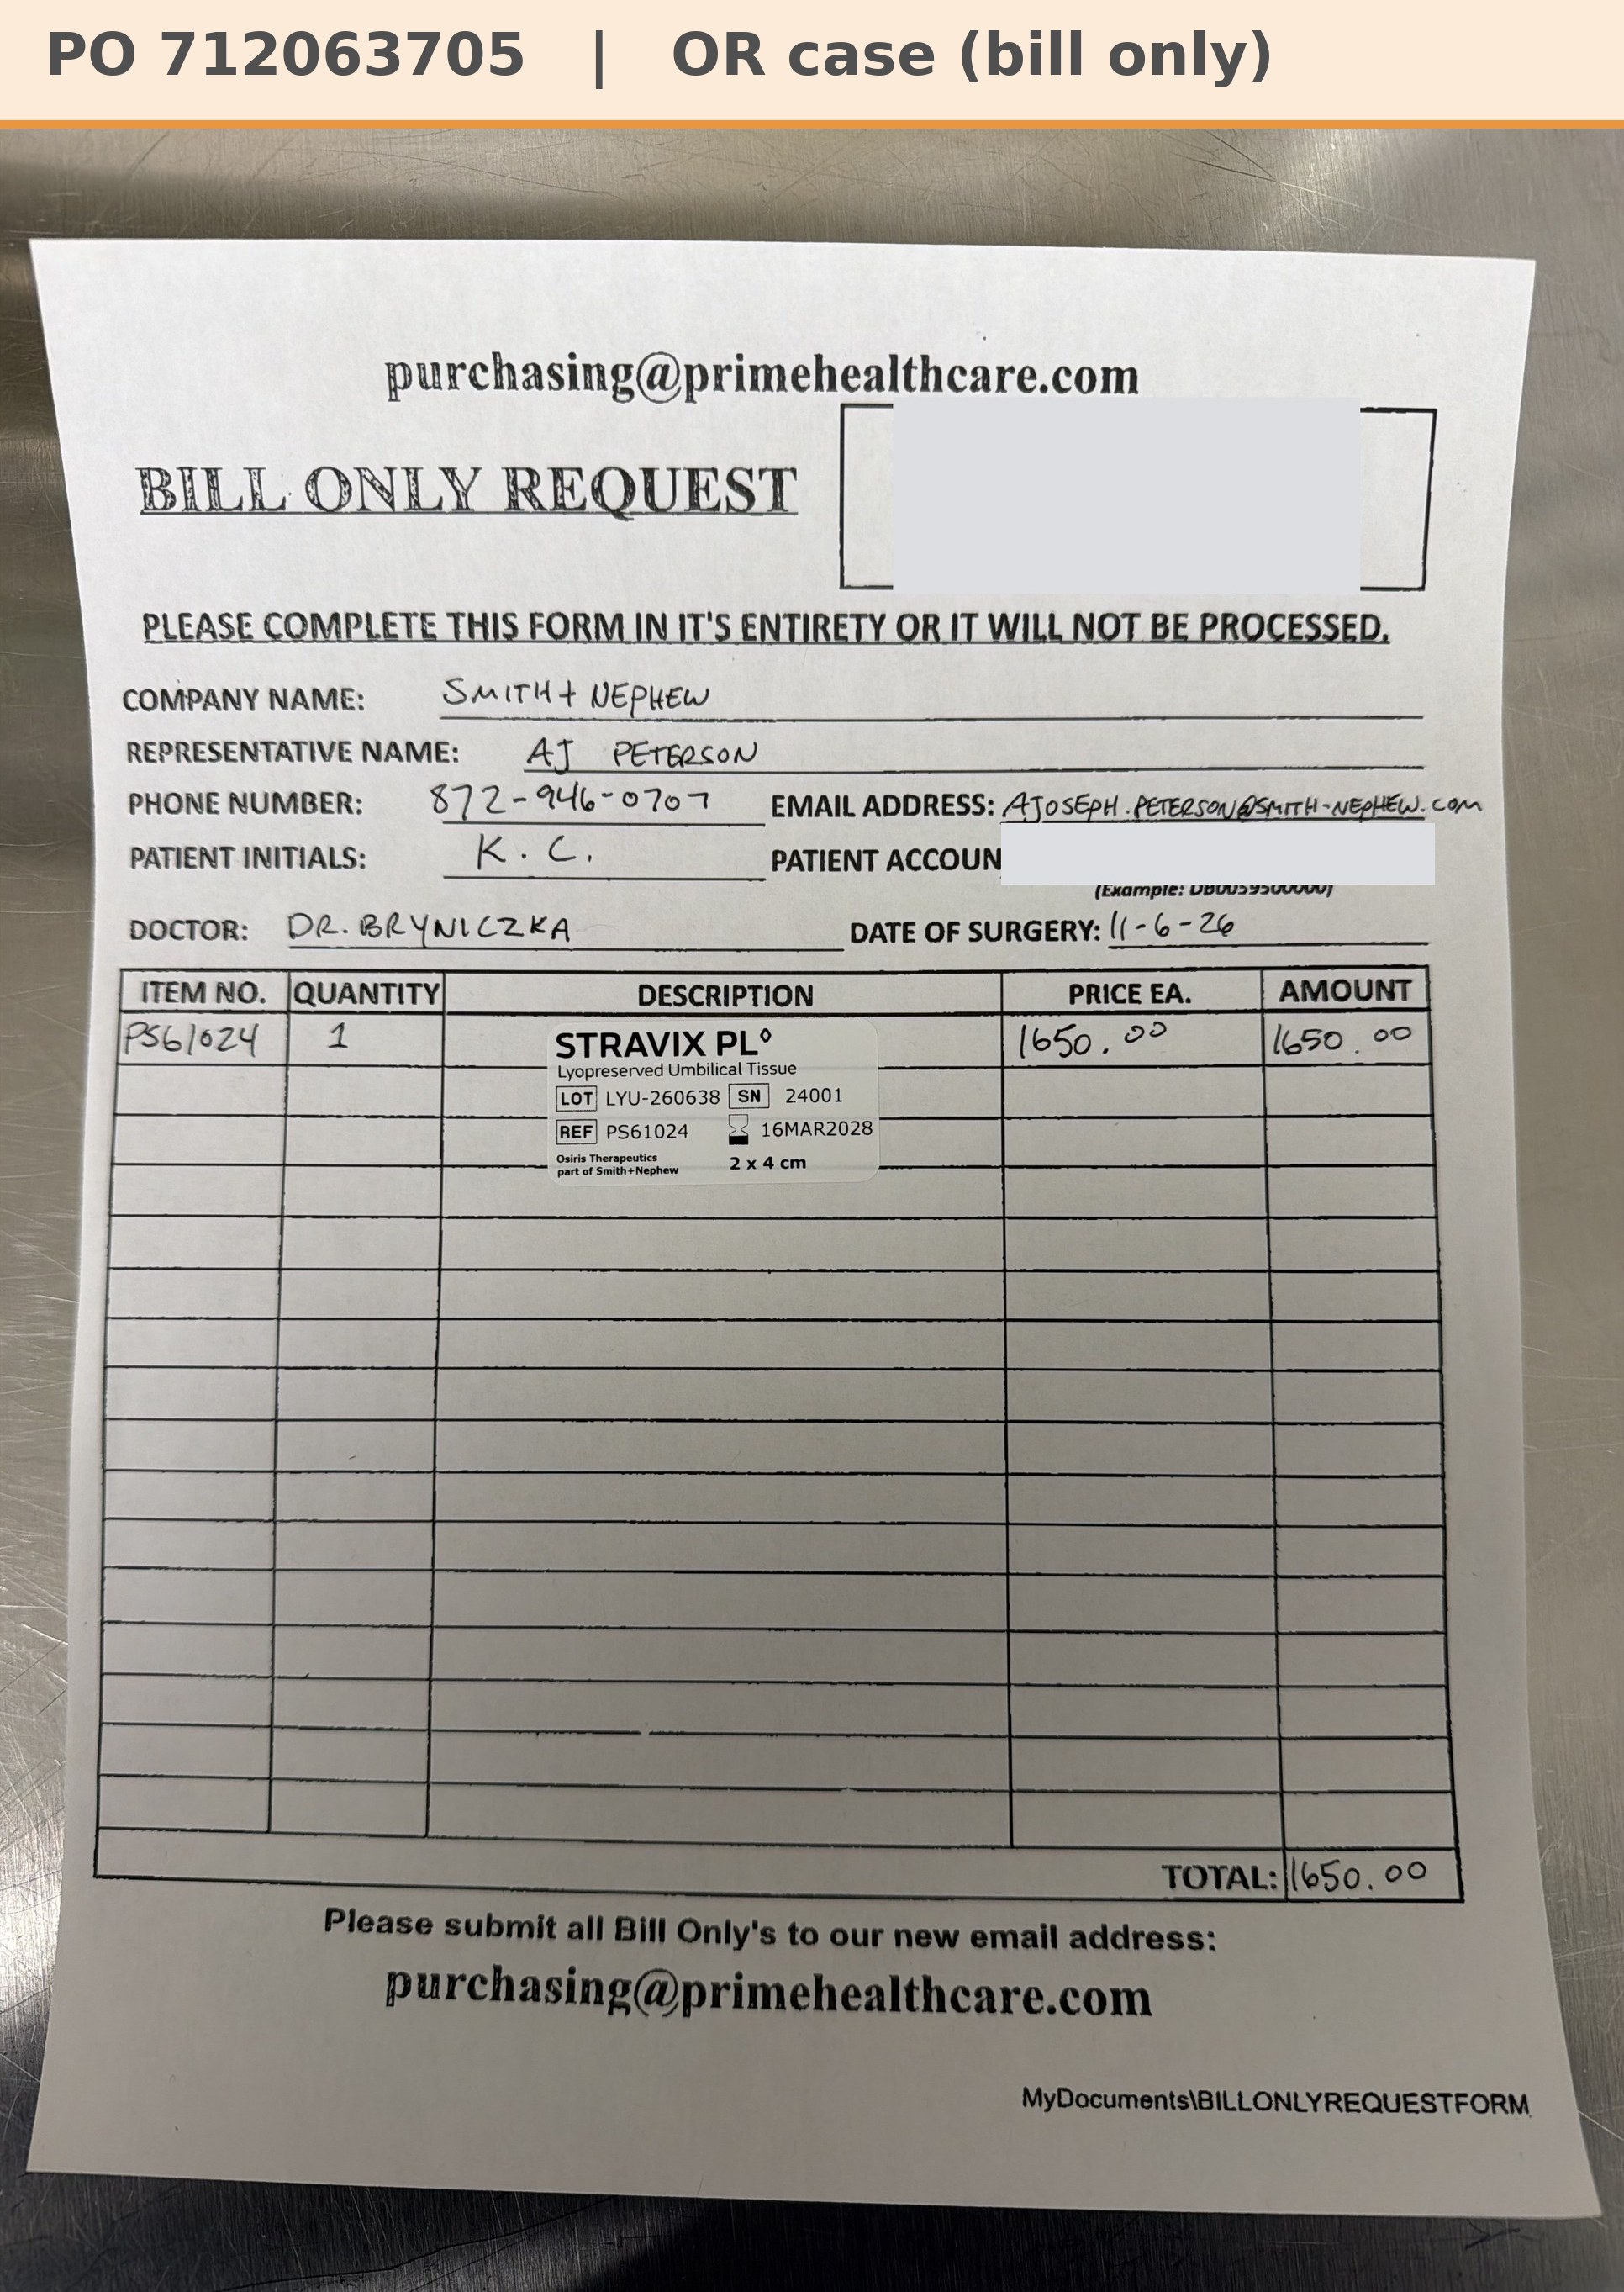 PO 712063705 | OR case (bill only)
purchasing@primehealthcare.com
BILL ONLY REQUEST
PLEASE COMPLETE THIS FORM IN IT'S ENTIRETY OR IT WILL NOT BE PROCESSED.
COMPANY NAME: SMITH + NEPHEW
REPRESENTATIVE NAME: AJ PETERSON
PHONE NUMBER: 872-946-0707 EMAIL ADDRESS: AJOSEPH.PETERSON@SMITH-NEPHEW.COM
PATIENT INITIALS: K.C. PATIENT ACCOUN
(Example: DB0059500000)
DOCTOR: DR. BRYNICZKA DATE OF SURGERY: 11-6-26
ITEM NO. QUANTITY DESCRIPTION PRICE EA. AMOUNT
PS61024 1 STRAVIX PL◊ 1650.00 1650.00
Lyopreserved Umbilical Tissue
LOT LYU-260638 SN 24001
REF PS61024 16MAR2028
Osiris Therapeutics
part of Smith+Nephew 2 x 4 cm
TOTAL: 1650.00
Please submit all Bill Only's to our new email address:
purchasing@primehealthcare.com
MyDocuments\BILLONLYREQUESTFORM